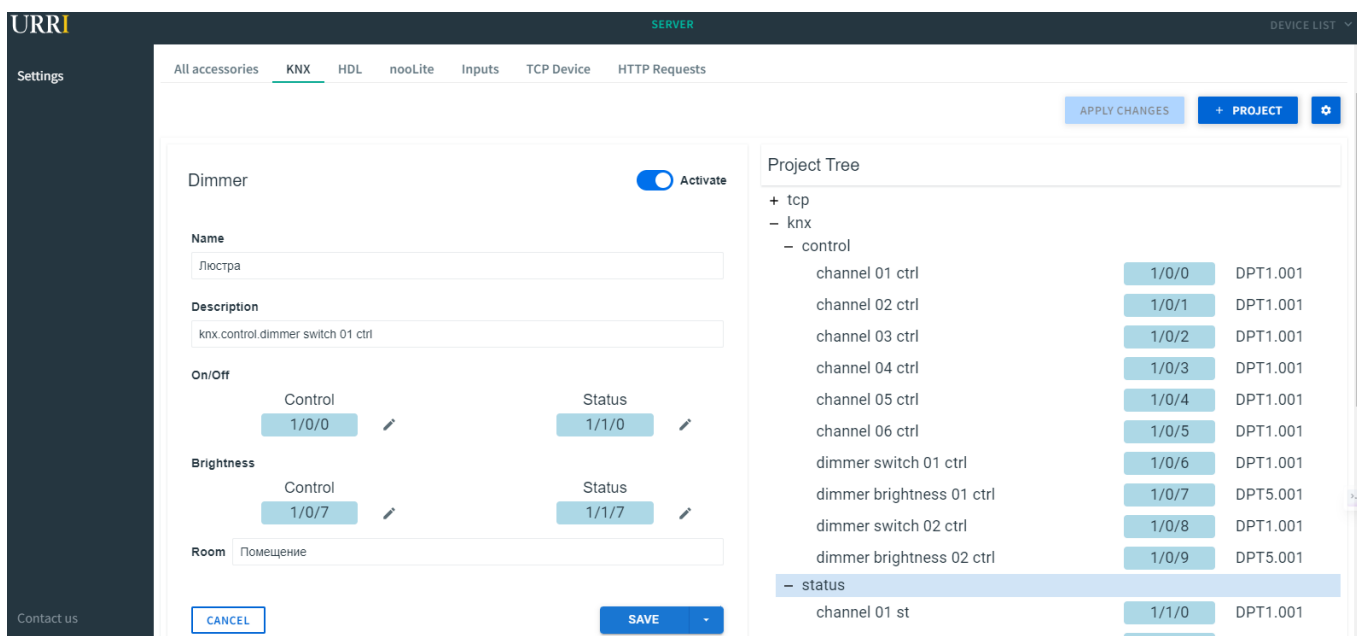 URRI
SERVER
DEVICE LIST
Settings
All accessories KNX HDL nooLite Inputs TCP Device HTTP Requests
APPLY CHANGES + PROJECT
Dimmer
Activate
Name
Люстра
Description
knx.control.dimmer switch 01 ctrl
On/Off
Control Status
1/0/0 1/1/0
Brightness
Control Status
1/0/7 1/1/7
Room Помещение
CANCEL SAVE
Project Tree
+ tcp
– knx
– control
channel 01 ctrl 1/0/0 DPT1.001
channel 02 ctrl 1/0/1 DPT1.001
channel 03 ctrl 1/0/2 DPT1.001
channel 04 ctrl 1/0/3 DPT1.001
channel 05 ctrl 1/0/4 DPT1.001
channel 06 ctrl 1/0/5 DPT1.001
dimmer switch 01 ctrl 1/0/6 DPT1.001
dimmer brightness 01 ctrl 1/0/7 DPT5.001
dimmer switch 02 ctrl 1/0/8 DPT1.001
dimmer brightness 02 ctrl 1/0/9 DPT5.001
– status
channel 01 st 1/1/0 DPT1.001
Contact us